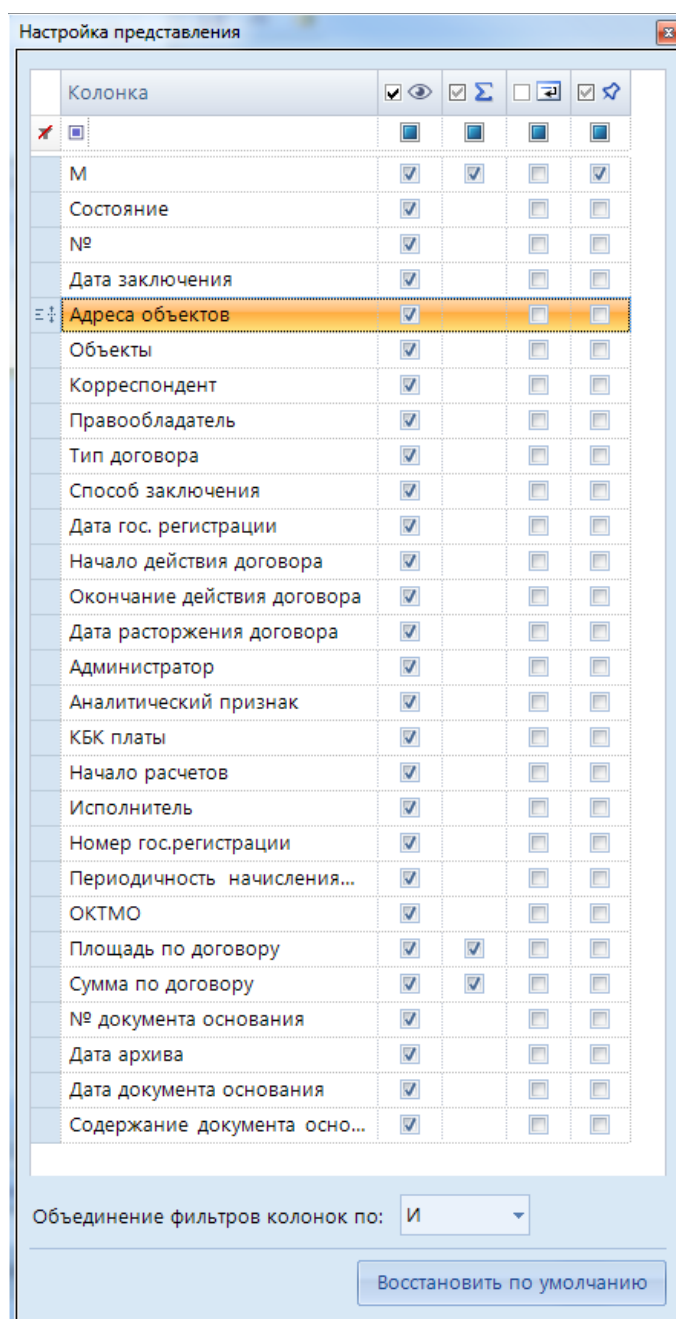 Настройка представления
Колонка
М
Состояние
№
Дата заключения
Адреса объектов
Объекты
Корреспондент
Правообладатель
Тип договора
Способ заключения
Дата гос. регистрации
Начало действия договора
Окончание действия договора
Дата расторжения договора
Администратор
Аналитический признак
КБК платы
Начало расчетов
Исполнитель
Номер гос.регистрации
Периодичность начисления...
ОКТМО
Площадь по договору
Сумма по договору
№ документа основания
Дата архива
Дата документа основания
Содержание документа осно...
Объединение фильтров колонок по: И
Восстановить по умолчанию